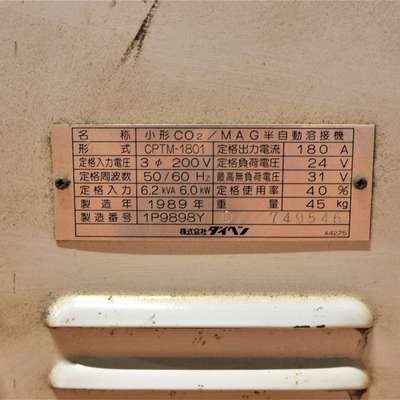 名称 小形CO₂/MAG半自動溶接機
形式 CPTM-1801 定格出力電流 180 A
定格入力電圧 3φ 200V 定格負荷電圧 24 V
定格周波数 50/60 Hz 最高無負荷電圧 31 V
定格入力 6.2 kVA 6.0 kW 定格使用率 40 %
製造年 1989年 重量 45 kg
製造番号 1P9898Y D 749546
株式会社ダイヘン A4275